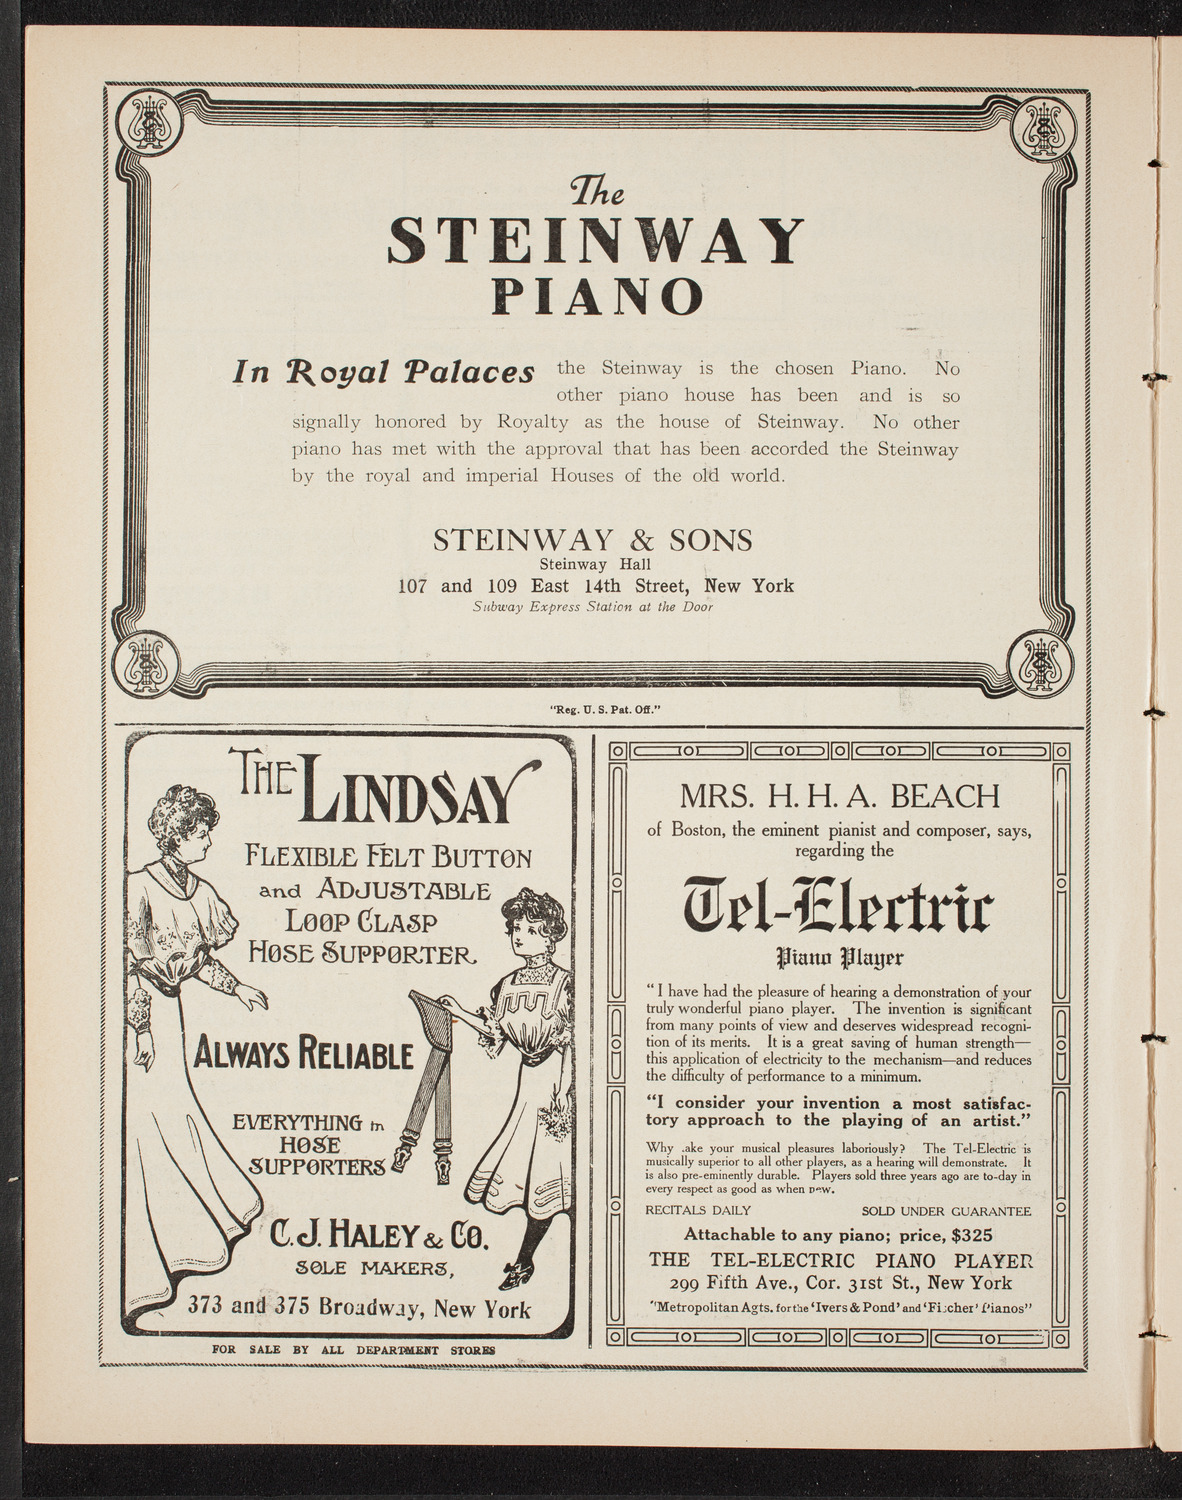 The
STEINWAY
PIANO
In Royal Palaces the Steinway is the chosen Piano. No
other piano house has been and is so
signally honored by Royalty as the house of Steinway. No other
piano has met with the approval that has been accorded the Steinway
by the royal and imperial Houses of the old world.
STEINWAY & SONS
Steinway Hall
107 and 109 East 14th Street, New York
Subway Express Station at the Door
"Reg. U. S. Pat. Off."
THE LINDSAY
FLEXIBLE FELT BUTTON
and ADJUSTABLE
LOOP CLASP
HOSE SUPPORTER.
ALWAYS RELIABLE
EVERYTHING in
HOSE
SUPPORTERS
C. J. HALEY & CO.
SOLE MAKERS,
373 and 375 Broadway, New York
FOR SALE BY ALL DEPARTMENT STORES
MRS. H. H. A. BEACH
of Boston, the eminent pianist and composer, says,
regarding the
Tel-Electric
Piano Player
"I have had the pleasure of hearing a demonstration of your
truly wonderful piano player. The invention is significant
from many points of view and deserves widespread recogni-
tion of its merits. It is a great saving of human strength—
this application of electricity to the mechanism—and reduces
the difficulty of performance to a minimum.
"I consider your invention a most satisfac-
tory approach to the playing of an artist."
Why ake your musical pleasures laboriously? The Tel-Electric is
musically superior to all other players, as a hearing will demonstrate. It
is also pre-eminently durable. Players sold three years ago are to-day in
every respect as good as when new.
RECITALS DAILY SOLD UNDER GUARANTEE
Attachable to any piano; price, $325
THE TEL-ELECTRIC PIANO PLAYER
299 Fifth Ave., Cor. 31st St., New York
"Metropolitan Agts. for the 'Ivers & Pond' and 'Fischer' Pianos"